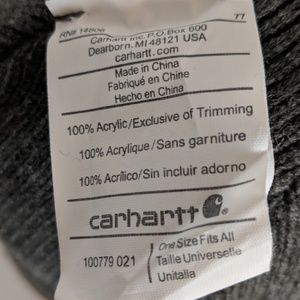 RN# 14806
77
Carhartt Inc. P.O. Box 600
Dearborn, MI 48121 USA
carhartt.com
Made in China
Fabriqué en Chine
Hecho en China
100% Acrylic/Exclusive of Trimming
100% Acrylique/Sans garniture
100% Acrílico/Sin incluir adorno
carhartt
100779 021
One Size Fits All
Taille Universelle
Unitalla